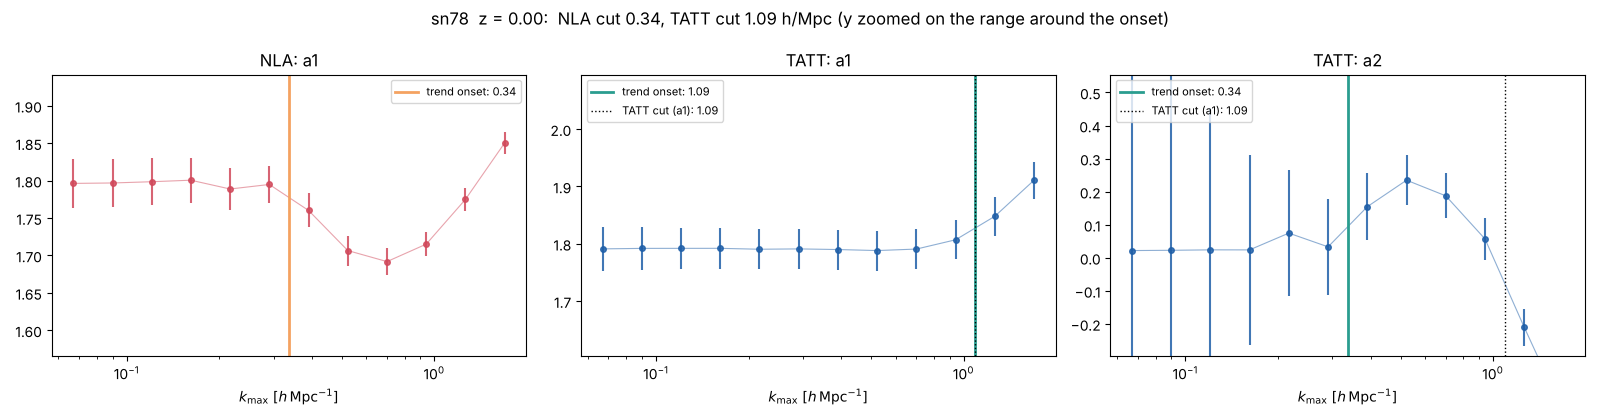 sn78  z = 0.00:  NLA cut 0.34, TATT cut 1.09 h/Mpc (y zoomed on the range around the onset)
NLA: a1
trend onset: 0.34
1.90
1.85
1.80
1.75
1.70
1.65
1.60
10⁻¹
10⁰
k_max [h Mpc⁻¹]
TATT: a1
trend onset: 1.09
TATT cut (a1): 1.09
2.0
1.9
1.8
1.7
10⁻¹
10⁰
k_max [h Mpc⁻¹]
TATT: a2
trend onset: 0.34
TATT cut (a1): 1.09
0.5
0.4
0.3
0.2
0.1
0.0
−0.1
−0.2
10⁻¹
10⁰
k_max [h Mpc⁻¹]